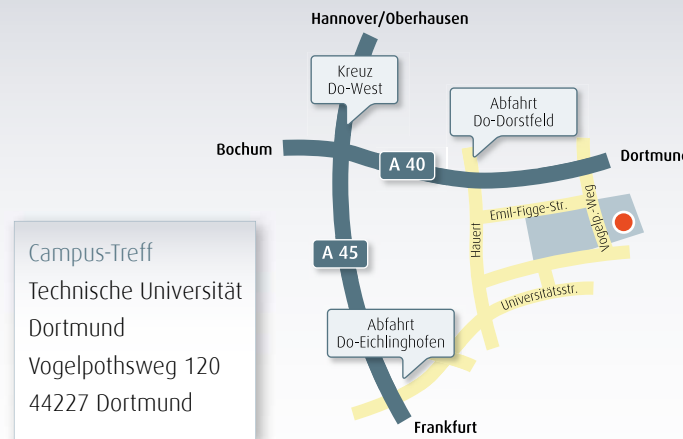 Hannover/Oberhausen
Kreuz
Do-West
Abfahrt
Do-Dorstfeld
Bochum
A 40
Dortmund
Emil-Figge-Str.
Vogelp.-Weg
Hauert
A 45
Universitätsstr.
Abfahrt
Do-Eichlinghofen
Frankfurt
Campus-Treff
Technische Universität
Dortmund
Vogelpothsweg 120
44227 Dortmund